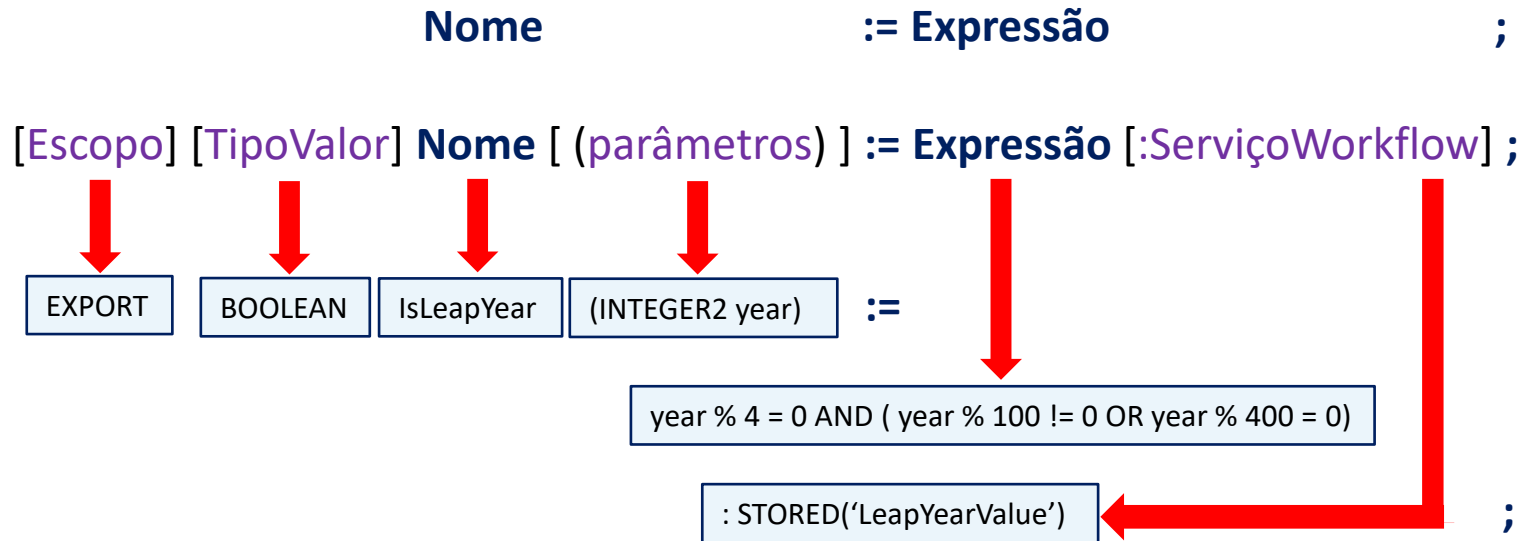 Nome := Expressão ;
[Escopo] [TipoValor] Nome [ (parâmetros) ] := Expressão [:ServiçoWorkflow] ;
EXPORT BOOLEAN IsLeapYear (INTEGER2 year) :=
year % 4 = 0 AND ( year % 100 != 0 OR year % 400 = 0)
: STORED(‘LeapYearValue’) ;